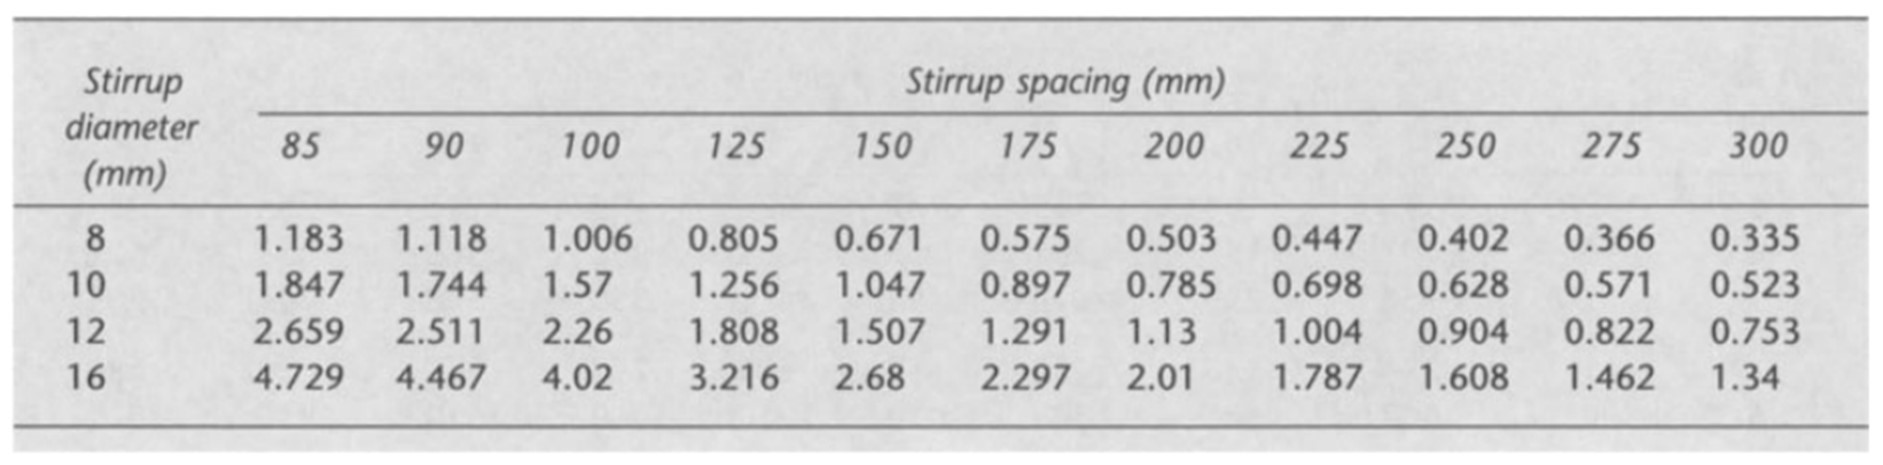 Stirrup diameter (mm) Stirrup spacing (mm)
85 90 100 125 150 175 200 225 250 275 300
8 1.183 1.118 1.006 0.805 0.671 0.575 0.503 0.447 0.402 0.366 0.335
10 1.847 1.744 1.57 1.256 1.047 0.897 0.785 0.698 0.628 0.571 0.523
12 2.659 2.511 2.26 1.808 1.507 1.291 1.13 1.004 0.904 0.822 0.753
16 4.729 4.467 4.02 3.216 2.68 2.297 2.01 1.787 1.608 1.462 1.34